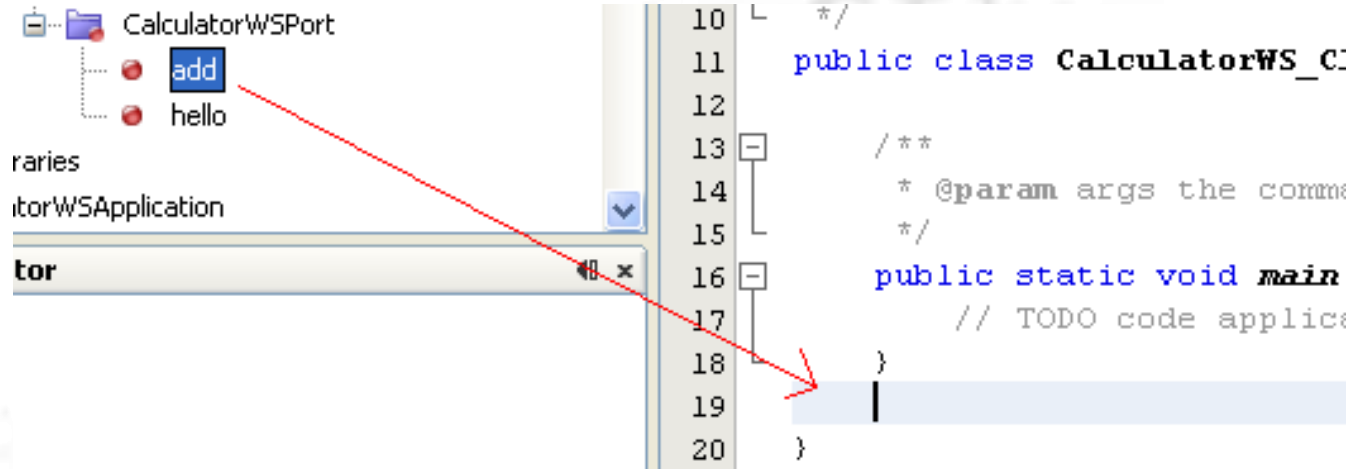 CalculatorWSPort
add
hello
raries
torWSApplication
tor
10 */
11 public class CalculatorWS_Cl
12
13 /**
14 * @param args the comma
15 */
16 public static void main
17 // TODO code applica
18 }
19
20 }